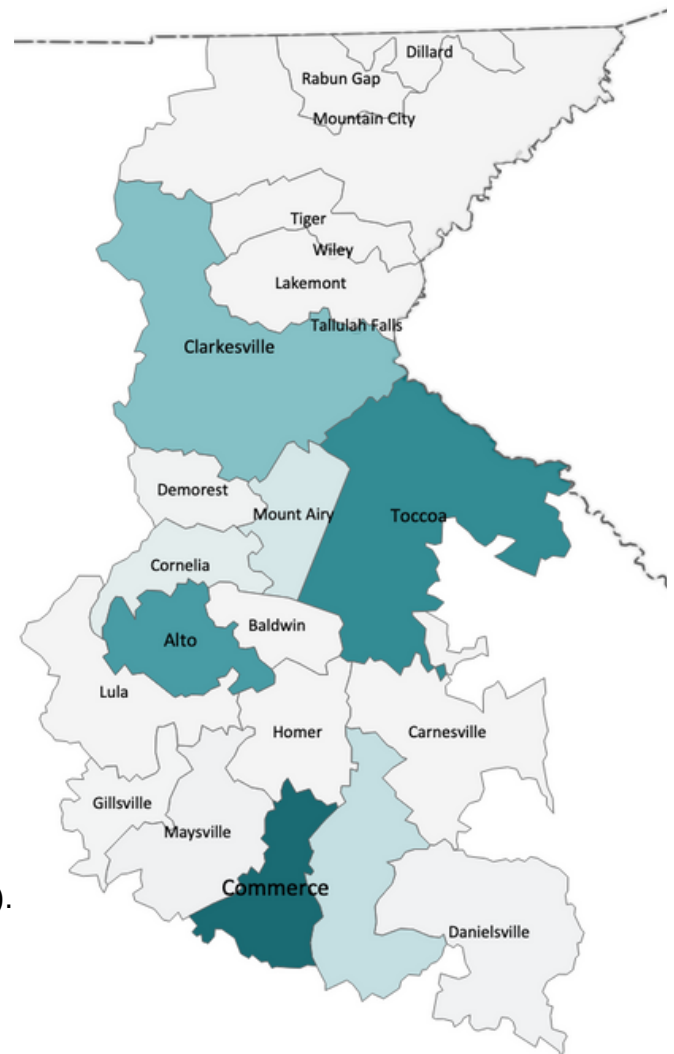 Dillard
Rabun Gap
Mountain City
Tiger
Wiley
Lakemont
Tallulah Falls
Clarkesville
Demorest
Mount Airy
Toccoa
Cornelia
Baldwin
Alto
Lula
Homer
Carnesville
Gillsville
Maysville
Commerce
).
Danielsville